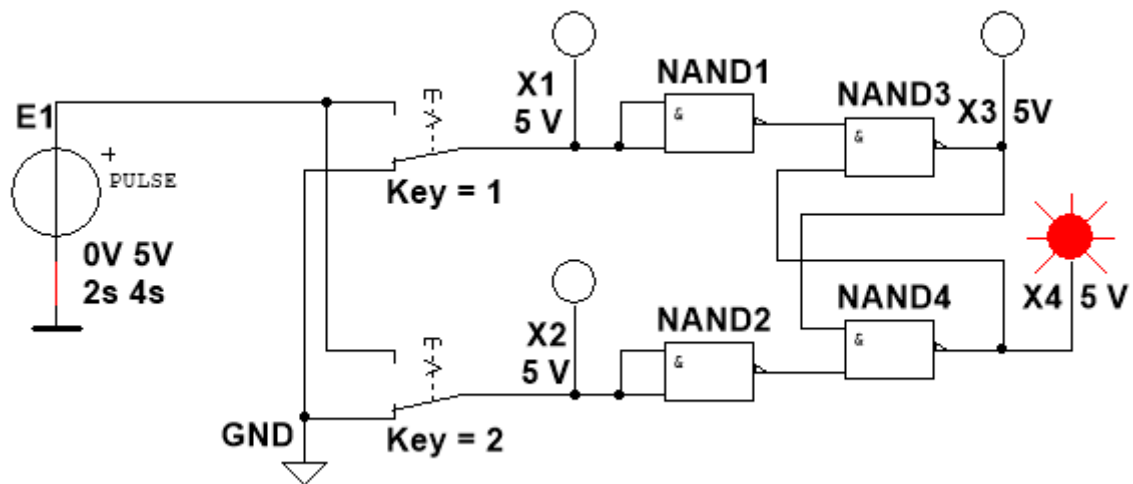 E1
+
PULSE
0V 5V
2s 4s
GND
Key = 1
X1
5 V
NAND1
&
NAND3
&
X3 5V
Key = 2
X2
5 V
NAND2
&
NAND4
&
X4 5 V